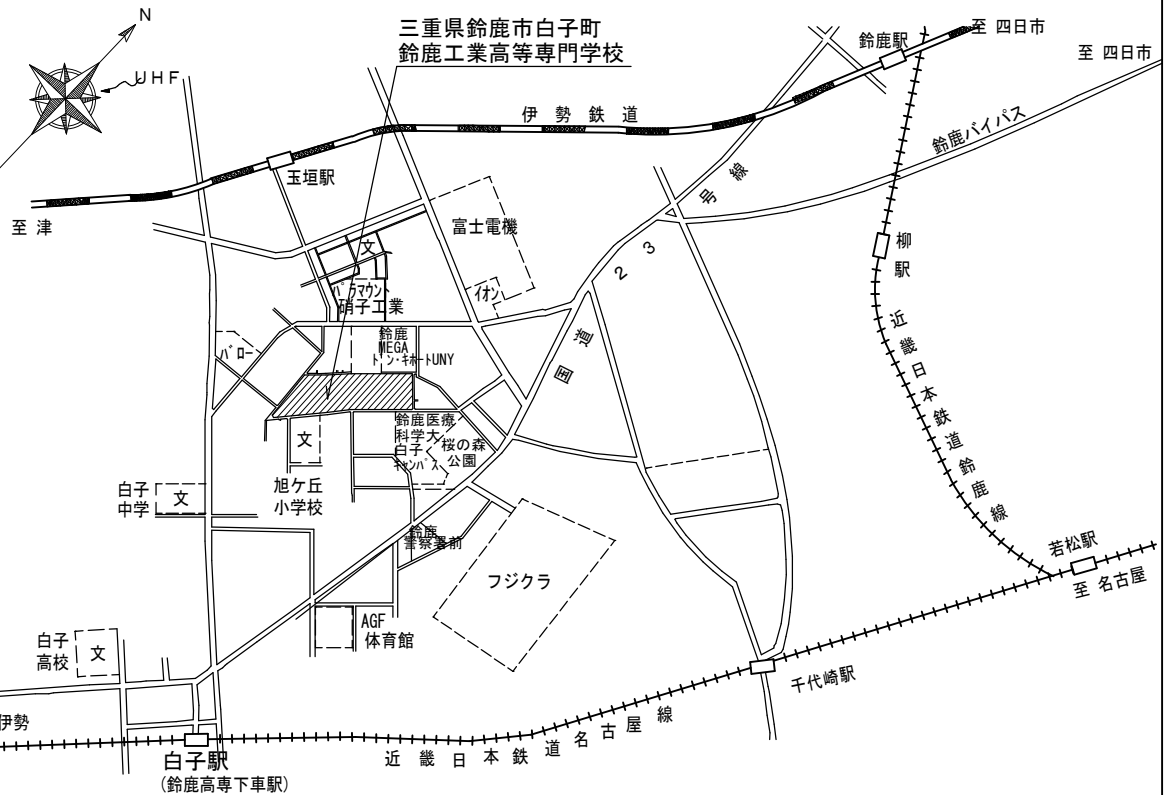 N
UHF
三重県鈴鹿市白子町
鈴鹿工業高等専門学校
鈴鹿駅
至 四日市
至 四日市
伊勢鉄道
鈴鹿バイパス
玉垣駅
至 津
富士電機
文
イオン
国道23号線
柳
駅
パラマウント
硝子工業
バロー
鈴鹿
MEGA
ドン・キホーテUNY
近畿日本鉄道鈴鹿線
鈴鹿医療
科学大
白子
キャンパス
桜の森
公園
文
旭ケ丘
小学校
白子
中学
文
鈴鹿
警察署前
フジクラ
若松駅
至 名古屋
AGF
体育館
白子
高校
文
千代崎駅
伊勢
近畿日本鉄道名古屋線
白子駅
(鈴鹿高専下車駅)